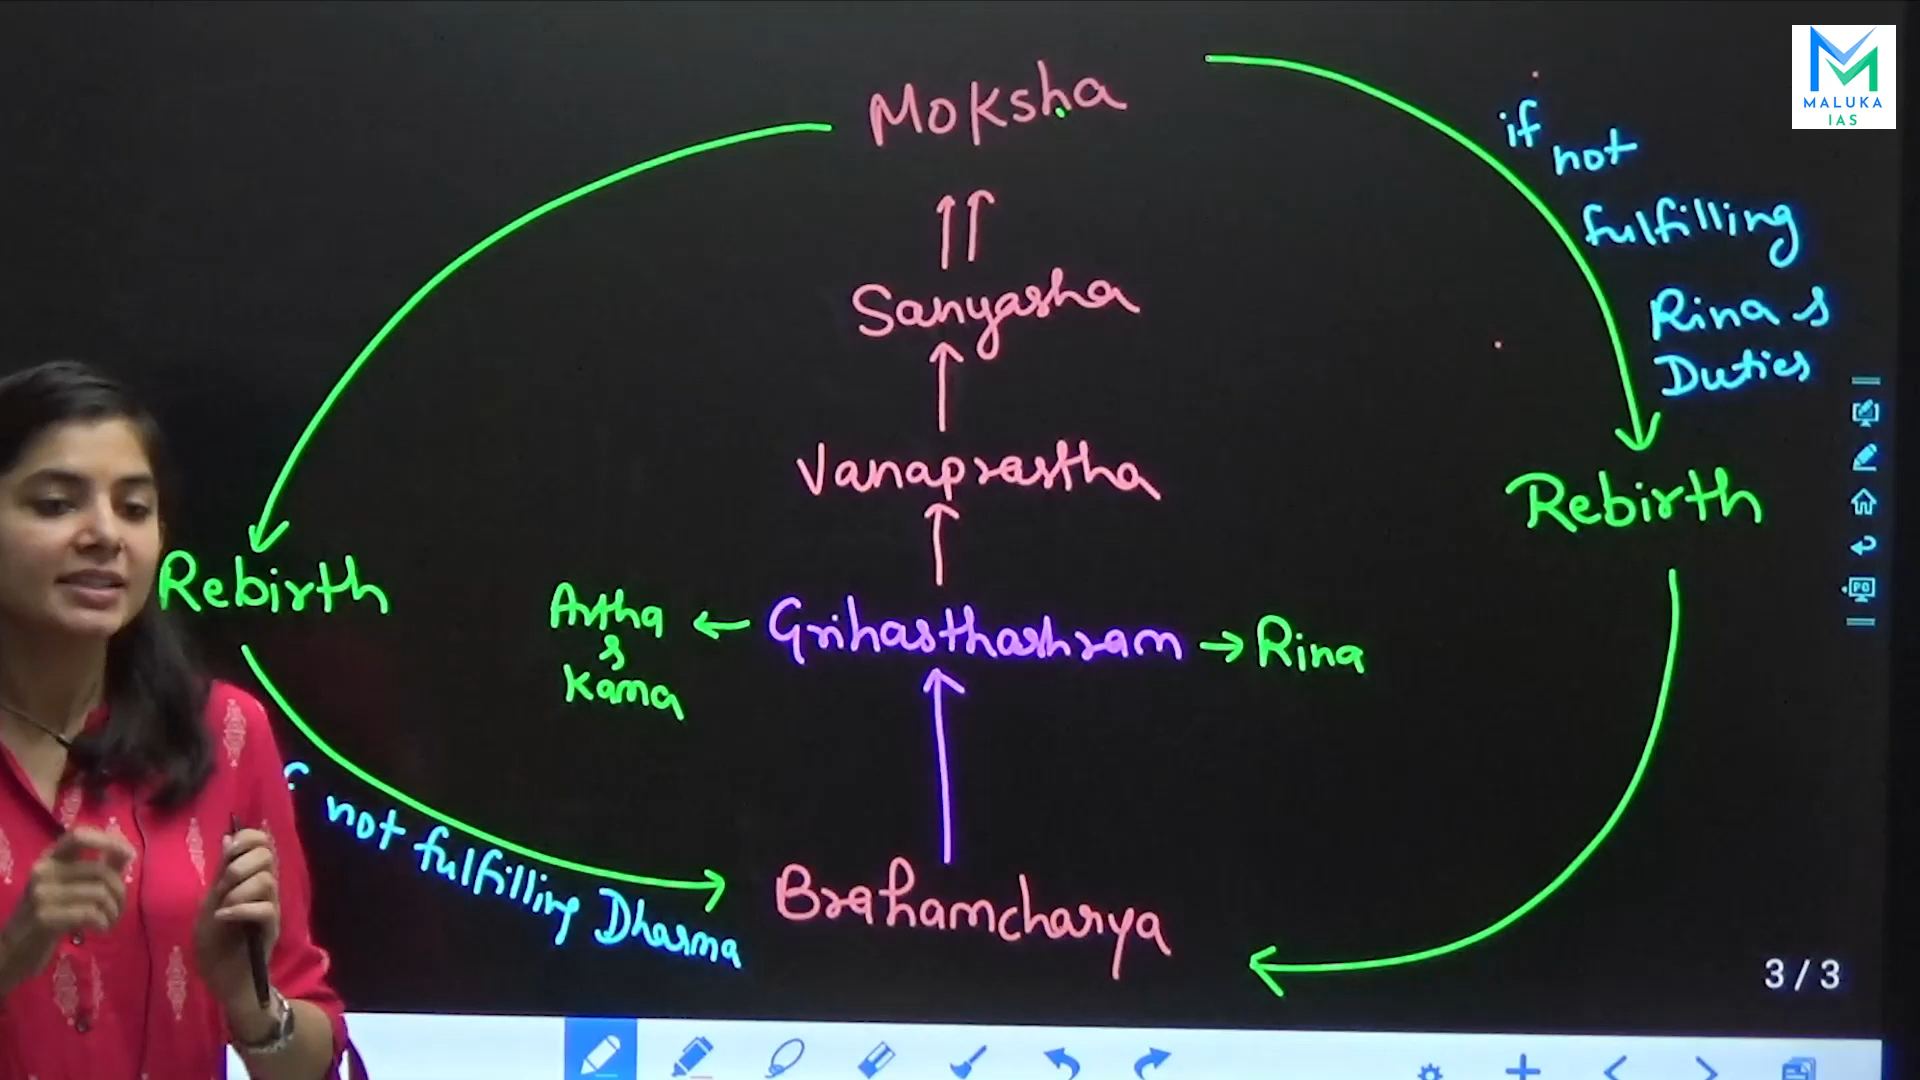 MALUKA
IAS
Moksha
if
not
fulfilling
Rina &
Duties
Sanyasha
Vanaprastha
Rebirth
Rebirth
Artha
&
Kama
Grihasthashram
Rina
not fulfilling Dharma
Brahamcharya
3/3